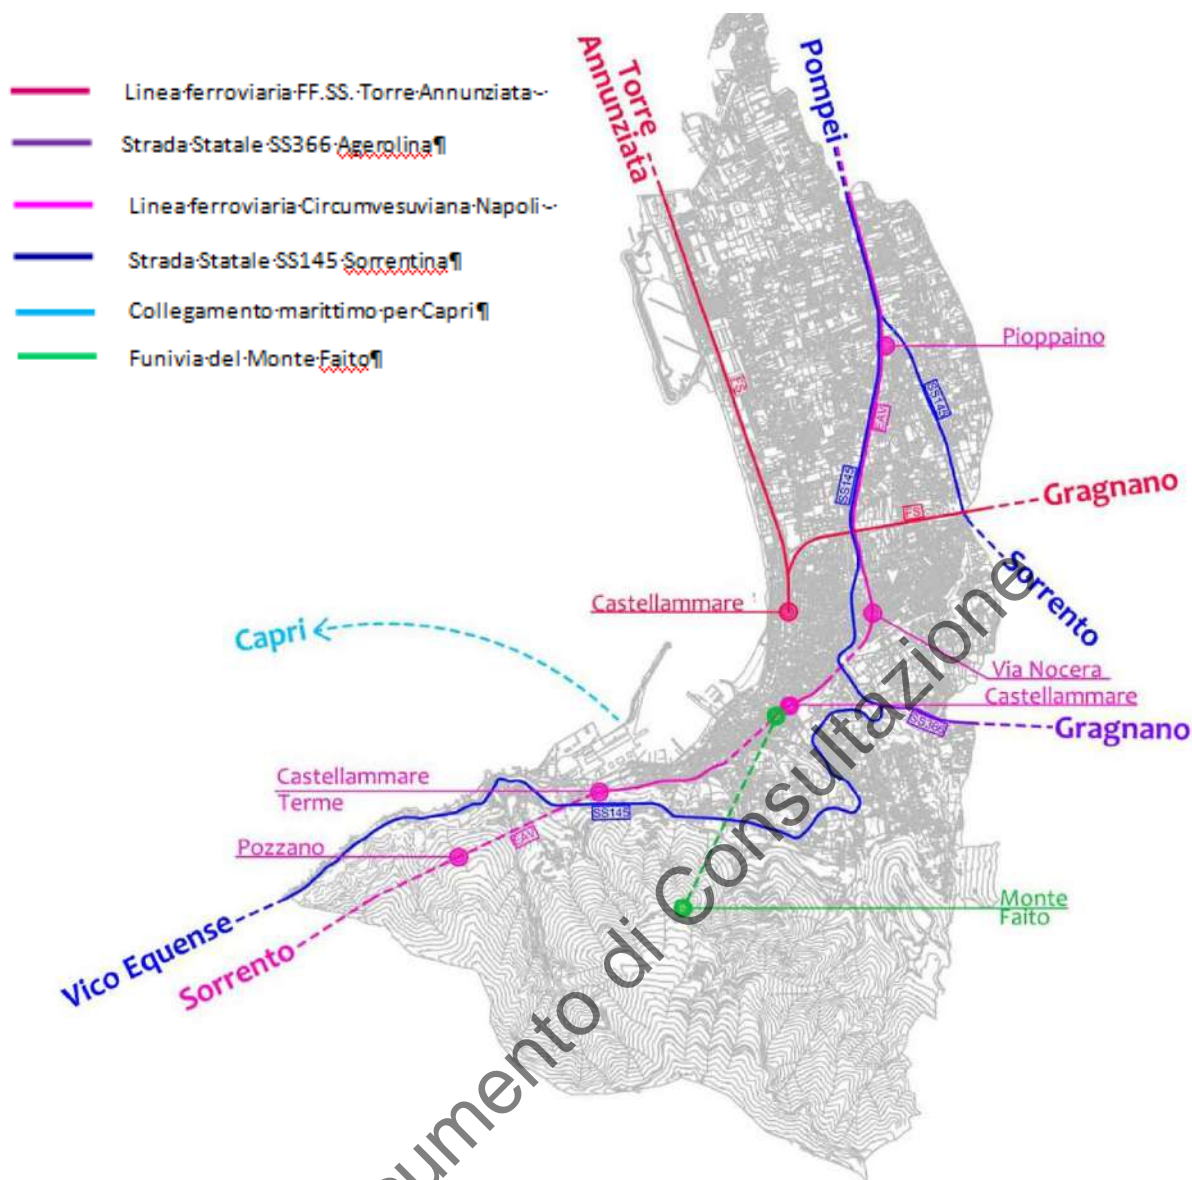 Linea·ferroviaria·FF.SS.·Torre·Annunziata·-·
Strada·Statale·SS366·Agerolina¶
Linea·ferroviaria·Circumvesuviana·Napoli·-·
Strada·Statale·SS145·Sorrentina¶
Collegamento·marittimo·per·Capri¶
Funivia·del·Monte·Faito¶
Torre
Annunziata
Pompei
Pioppaino
FS
SS145
EAV
SS145
FS
Gragnano
Sorrento
Castellammare
Capri
Via Nocera
Castellammare
SS366
Gragnano
Castellammare
Terme
SS145
EAV
Pozzano
Monte
Faito
Vico Equense
Sorrento
umento di Consultazione